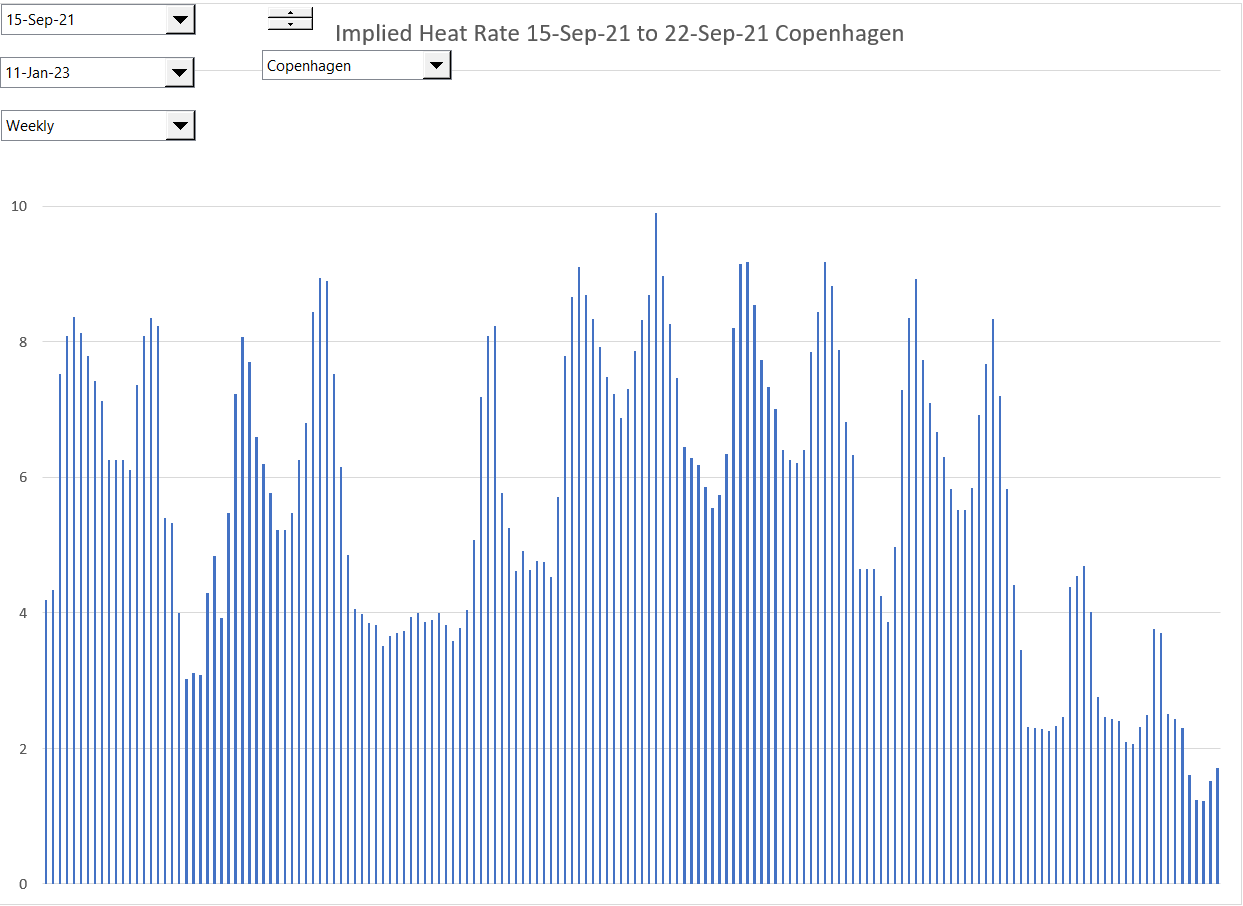 15-Sep-21
Implied Heat Rate 15-Sep-21 to 22-Sep-21 Copenhagen
11-Jan-23
Copenhagen
Weekly
10
8
6
4
2
0